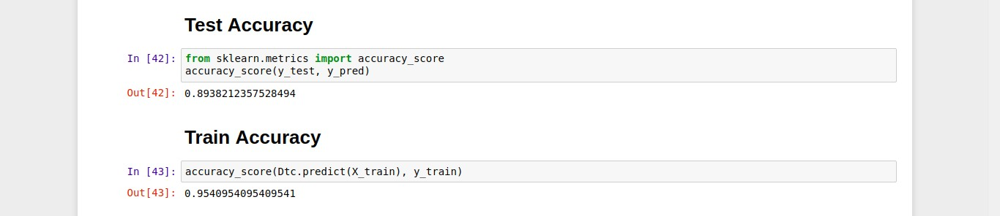 Test Accuracy
In [42]: from sklearn.metrics import accuracy_score
accuracy_score(y_test, y_pred)
Out[42]: 0.8938212357528494
Train Accuracy
In [43]: accuracy_score(Dtc.predict(X_train), y_train)
Out[43]: 0.9540954095409541